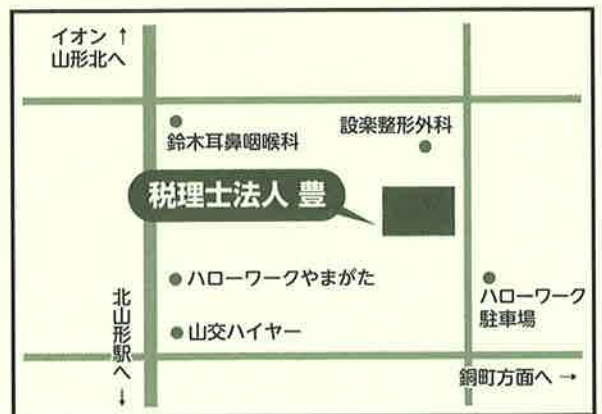 イオン ↑
山形北へ
鈴木耳鼻咽喉科
設楽整形外科
税理士法人 豊
ハローワークやまがた
ハローワーク
駐車場
山交ハイヤー
北山形駅へ
↓
銅町方面へ →